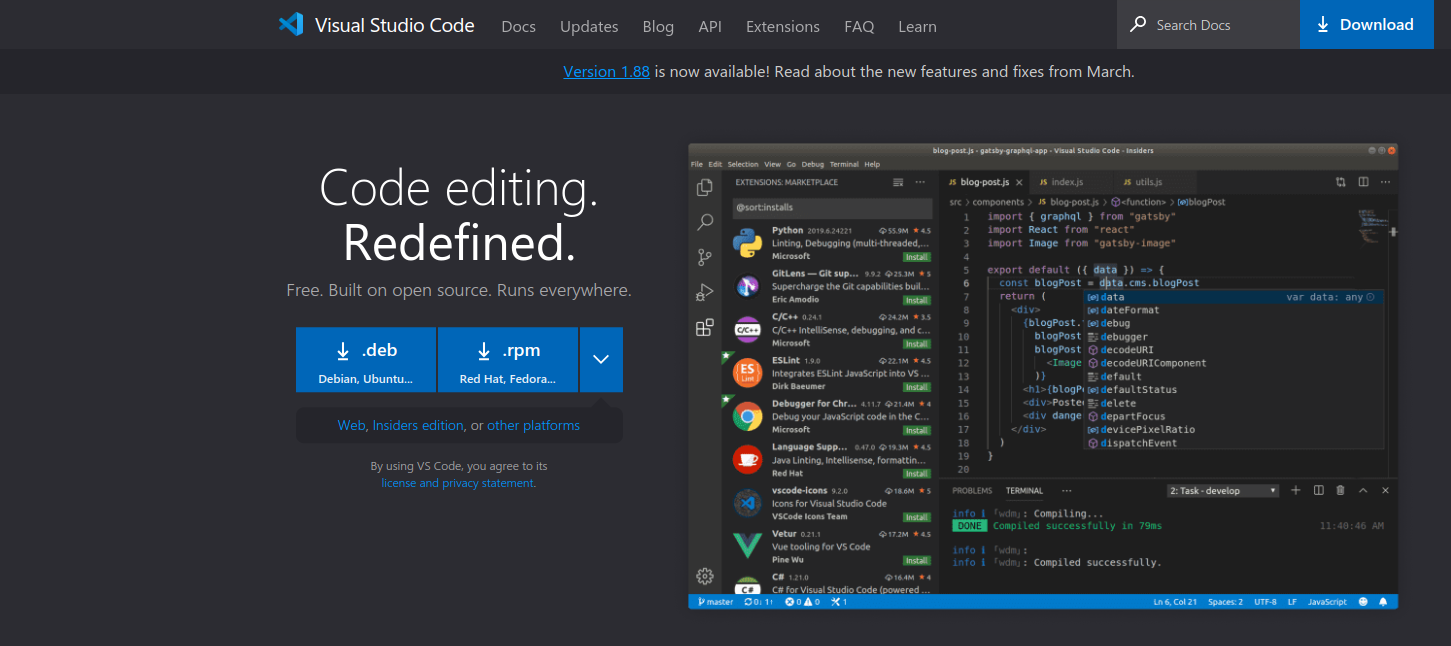 Visual Studio Code Docs Updates Blog API Extensions FAQ Learn Search Docs Download
Version 1.88 is now available! Read about the new features and fixes from March.
Code editing.
Redefined.
Free. Built on open source. Runs everywhere.
.deb
Debian, Ubuntu...
.rpm
Red Hat, Fedora...
Web, Insiders edition, or other platforms
By using VS Code, you agree to its
license and privacy statement.
blog-post.js - gatsby-graphql-app - Visual Studio Code - Insiders
File Edit Selection View Go Debug Terminal Help
EXTENSIONS: MARKETPLACE ...
@sort:installs
Python 2019.6.24221 55.9M ★ 4.5
Linting, Debugging (multi-threaded,...
Microsoft Install
GitLens — Git sup... 9.9.2 25.3M ★ 5
Supercharge the Git capabilities buil...
Eric Amodio Install
C/C++ 0.24.1 24.2M ★ 3.5
C/C++ IntelliSense, debugging, and c...
Microsoft Install
C/C++
ESLint 1.9.0 22.1M ★ 4.5
Integrates ESLint JavaScript into VS ...
Dirk Baeumer Install
ES
Lint
Debugger for Chr... 4.11.7 21.4M ★ 4
Debug your JavaScript code in the C...
Microsoft Install
Language Supp... 0.47.0 19.3M ★ 4.5
Java Linting, Intellisense, formattin...
Red Hat Install
vscode-icons 9.2.0 18.6M ★ 5
Icons for Visual Studio Code
VSCode Icons Team Install
Vetur 0.21.1 17.2M ★ 4.5
Vue tooling for VS Code
Pine Wu Install
C# 1.21.0 16.4M ★ 4
C# for Visual Studio Code (powered ...
C#
JS blog-post.js × JS index.js JS utils.js ...
src > components > JS blog-post.js > <function> > blogPost
1 import { graphql } from "gatsby"
2 import React from "react"
3 import Image from "gatsby-image"
4
5 export default ({ data }) => {
6 const blogPost = data.cms.blogPost
7 return (
8 <div>
9 {blogPost.
10 blogPost
11 blogPost
12 <Image
13 )}
14 <h1>{blogP
15 <div>Poste
16 <div dange
17 </div>
18 )
19 }
20
data var data: any
dateFormat
debug
debugger
decodeURI
decodeURIComponent
default
defaultStatus
delete
departFocus
devicePixelRatio
dispatchEvent
PROBLEMS TERMINAL ... 2: Task - develop
info i ｢wdm｣: Compiling...
DONE Compiled successfully in 79ms 11:40:46 AM
info i ｢wdm｣:
info i ｢wdm｣: Compiled successfully.
master 0↓ 1↑ 0 0 1 Ln 6, Col 21 Spaces: 2 UTF-8 LF JavaScript